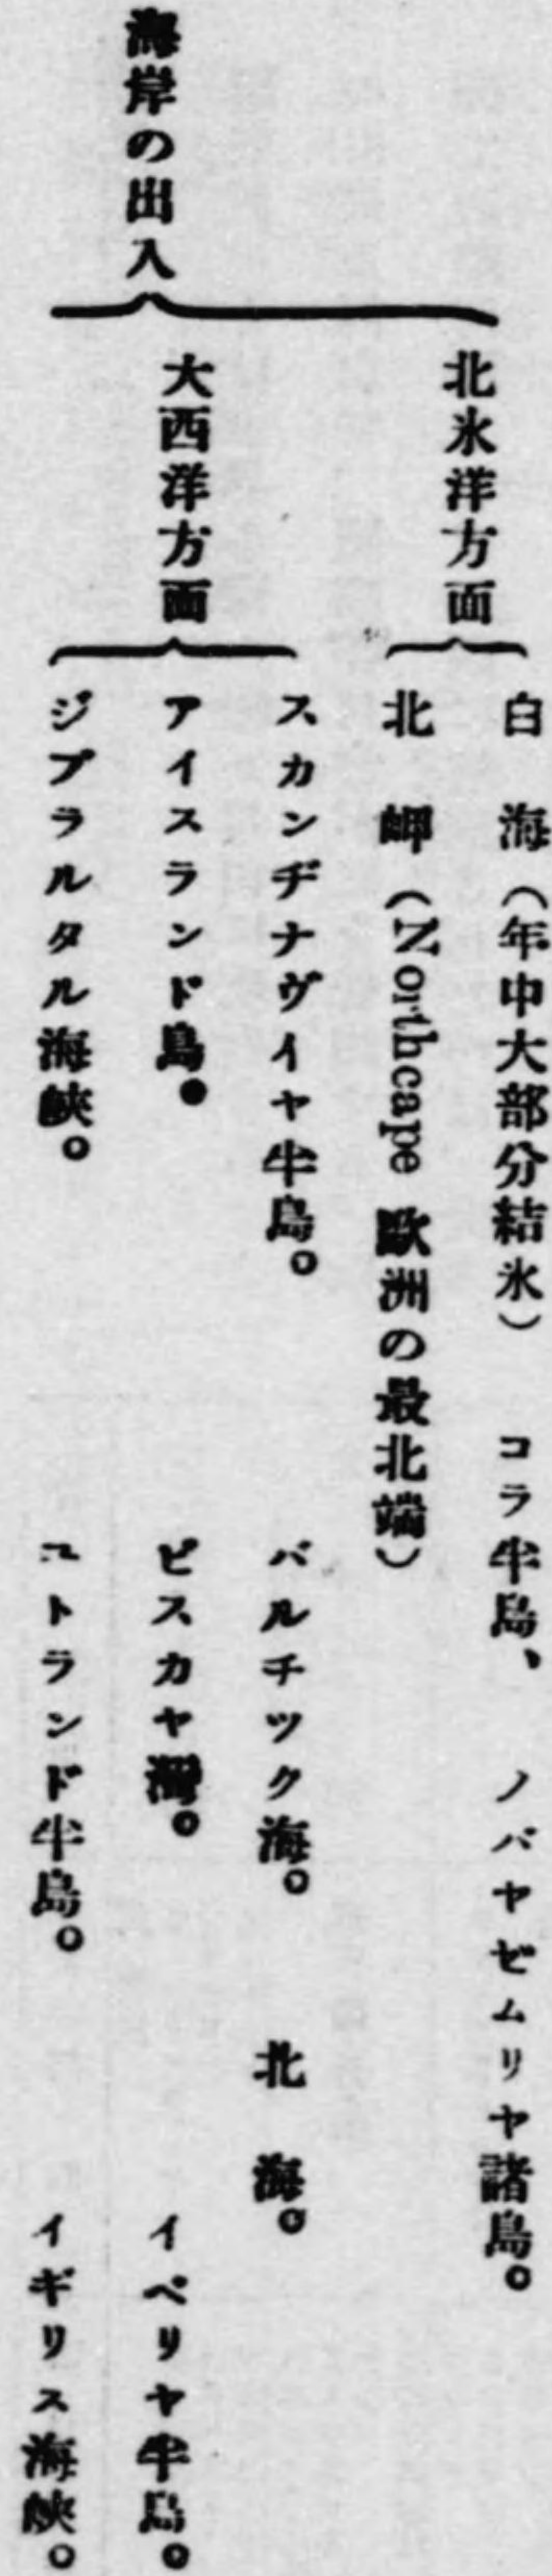 海岸の出入
北氷洋方面
白　海（年中大部分結氷）　コラ半島、　ノバヤゼムリヤ諸島。
北　岬（Northcape 歐洲の最北端）
大西洋方面
スカンヂナヴイヤ半島。　バルチツク海。　北　海。
アイスランド島。　ビスカヤ灣。　イベリヤ半島。
ジブラルタル海峽。　ユトランド半島。　イギリス海峽。